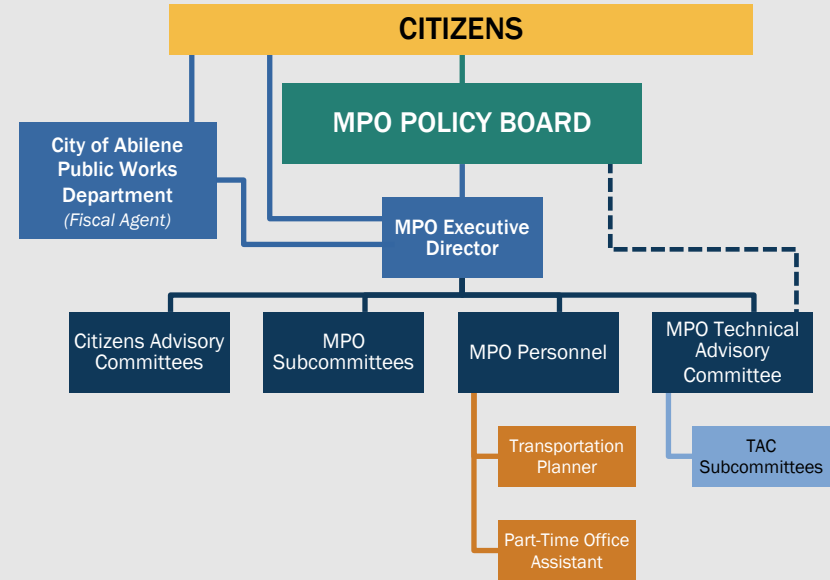 CITIZENS
MPO POLICY BOARD
City of Abilene
Public Works
Department
(Fiscal Agent)
MPO Executive
Director
Citizens Advisory
Committees
MPO
Subcommittees
MPO Personnel
MPO Technical
Advisory
Committee
Transportation
Planner
TAC
Subcommittees
Part-Time Office
Assistant